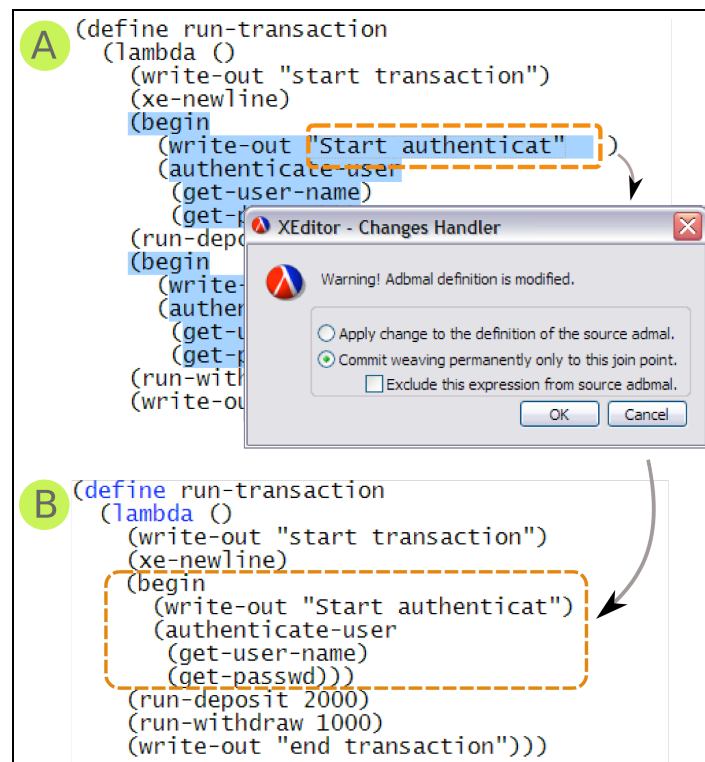 A
(define run-transaction
(lambda ()
(write-out "start transaction")
(xe-newline)
(begin
(write-out "Start authenticat" )
(authenticate-user
(get-user-name)
(get-p
(run-depo
(begin
(write-
(authen
(get-u
(get-p
(run-with
(write-ou
XEditor - Changes Handler
Warning! Adbmal definition is modified.
Apply change to the definition of the source admal.
Commit weaving permanently only to this join point.
Exclude this expression from source adbmal.
OK Cancel
B
(define run-transaction
(lambda ()
(write-out "start transaction")
(xe-newline)
(begin
(write-out "Start authenticat")
(authenticate-user
(get-user-name)
(get-passwd)))
(run-deposit 2000)
(run-withdraw 1000)
(write-out "end transaction")))